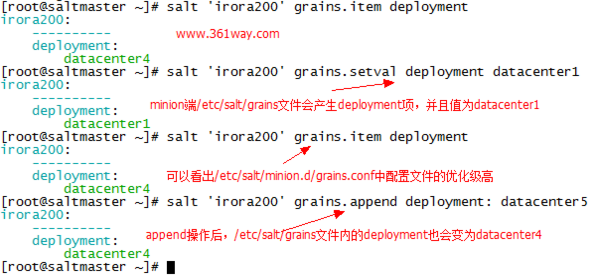 [root@saltmaster ~]# salt 'irora200' grains.item deployment
irora200:
www.361way.com
----------
deployment:
datacenter4
[root@saltmaster ~]# salt 'irora200' grains.setval deployment datacenter1
irora200:
----------
minion端/etc/salt/grains文件会产生deployment项，并且值为datacenter1
deployment:
datacenter1
[root@saltmaster ~]# salt 'irora200' grains.item deployment
irora200:
----------
deployment:
可以看出/etc/salt/minion.d/grains.conf中配置文件的优化级高
datacenter4
[root@saltmaster ~]# salt 'irora200' grains.append deployment: datacenter5
irora200:
----------
append操作后，/etc/salt/grains文件内的deployment也会变为datacenter4
deployment:
datacenter4
[root@saltmaster ~]#